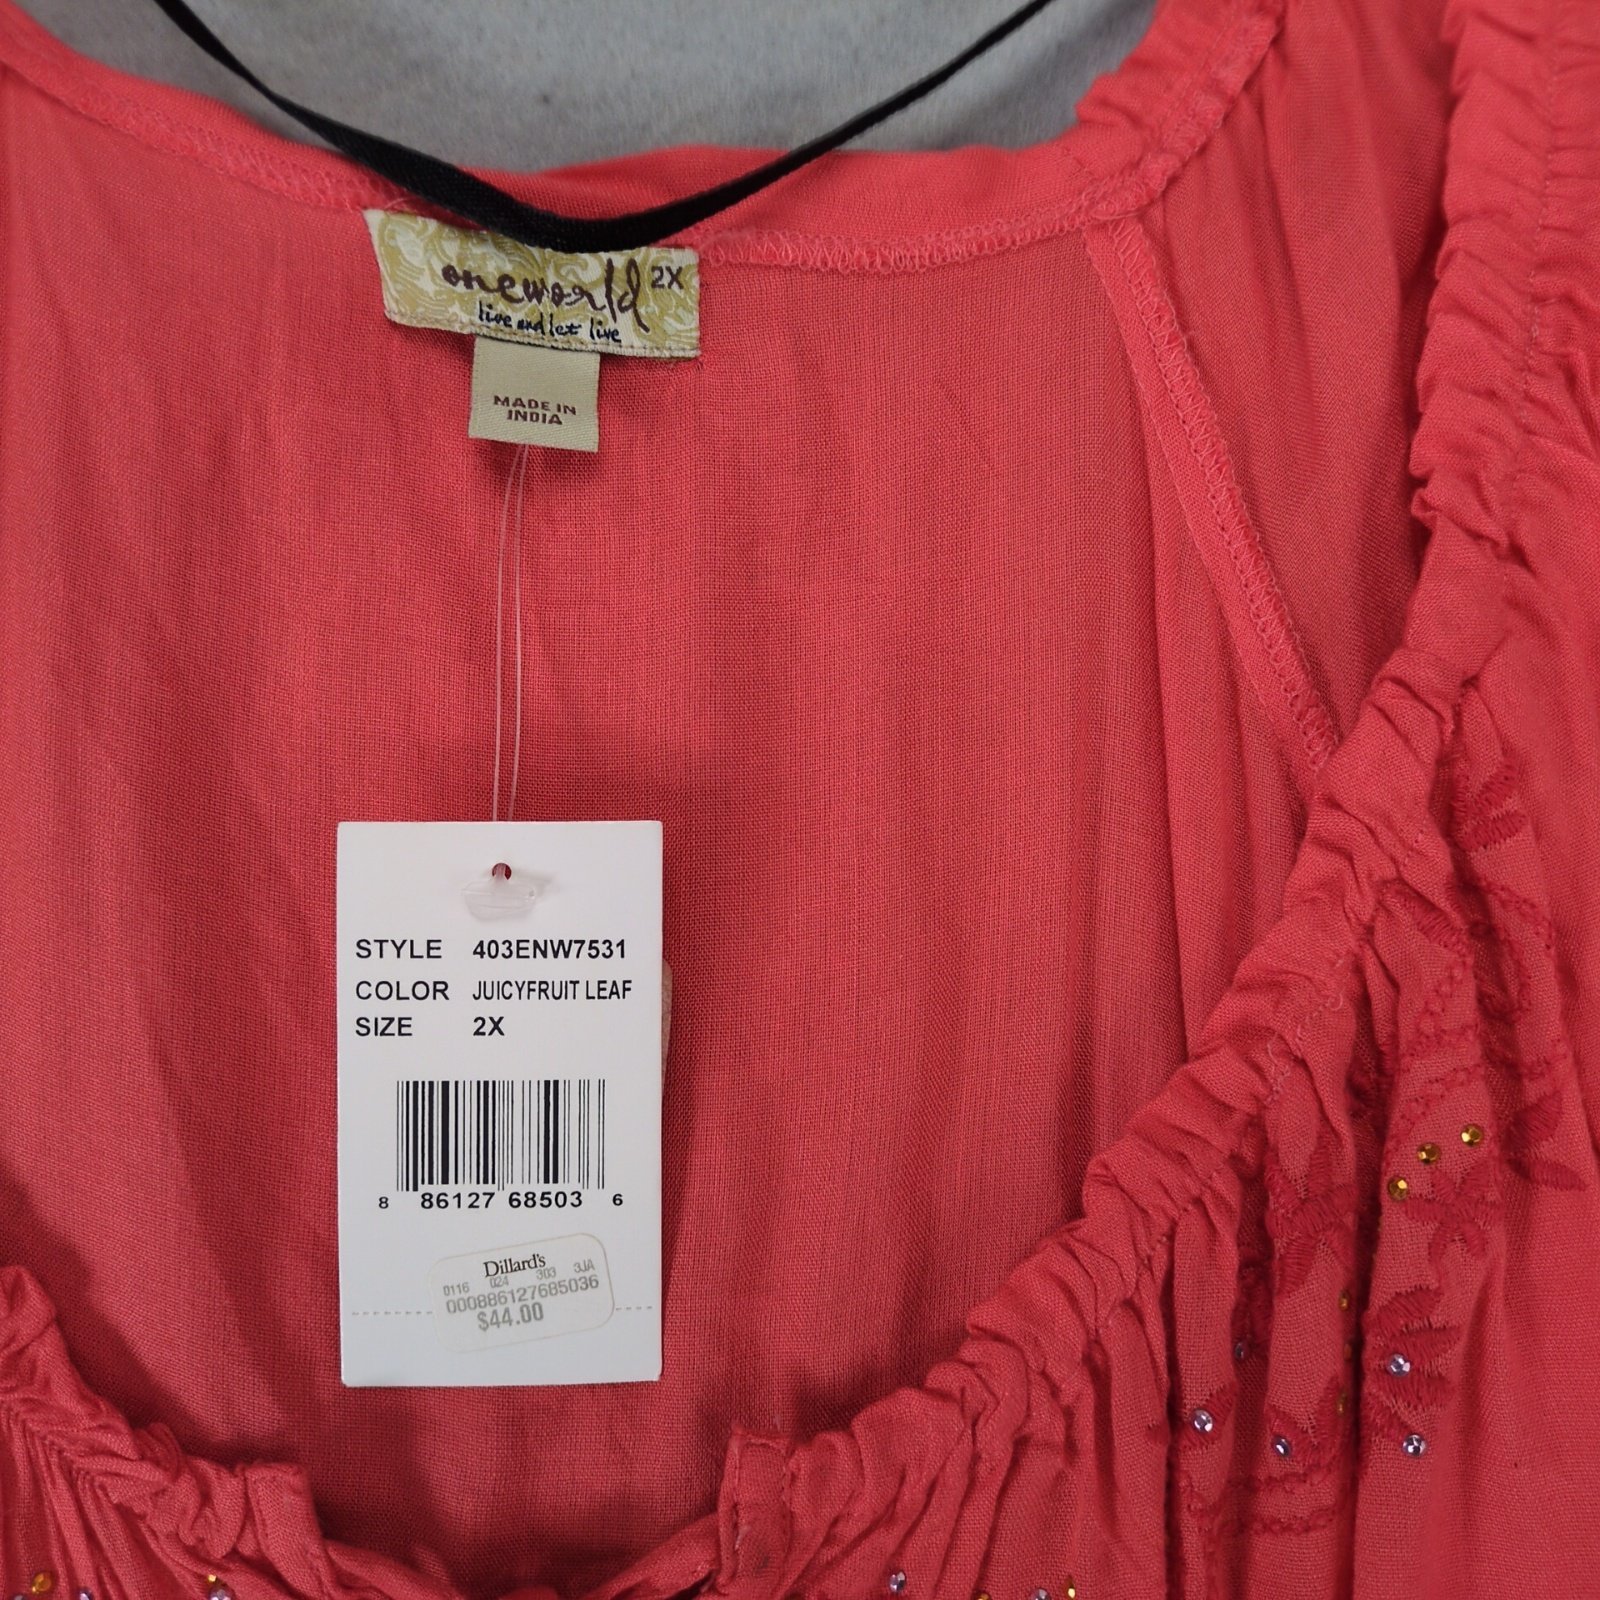 oneworld 2X
live and let live
MADE IN
INDIA
STYLE 403ENW7531
COLOR JUICYFRUIT LEAF
SIZE 2X
8 86127 68503 6
Dillard's
0116 024 303 3JA
000886127685036
$44.00